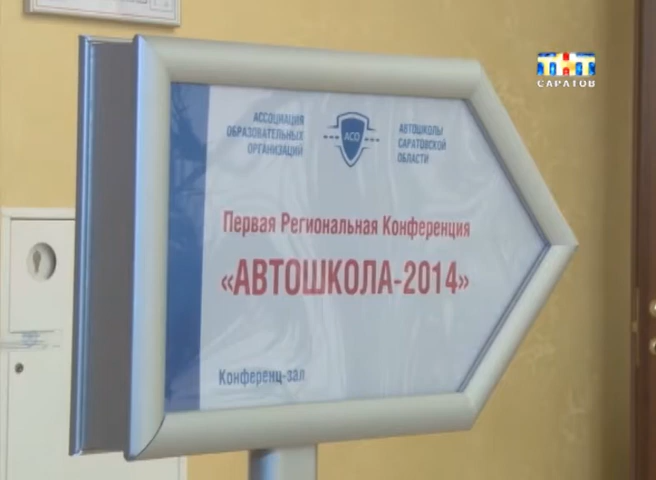 ТНТ
САРАТОВ
АССОЦИАЦИЯ
ОБРАЗОВАТЕЛЬНЫХ
ОРГАНИЗАЦИЙ
АСО
АВТОШКОЛЫ
САРАТОВСКОЙ
ОБЛАСТИ
Первая Региональная Конференция
«АВТОШКОЛА-2014»
Конференц-зал